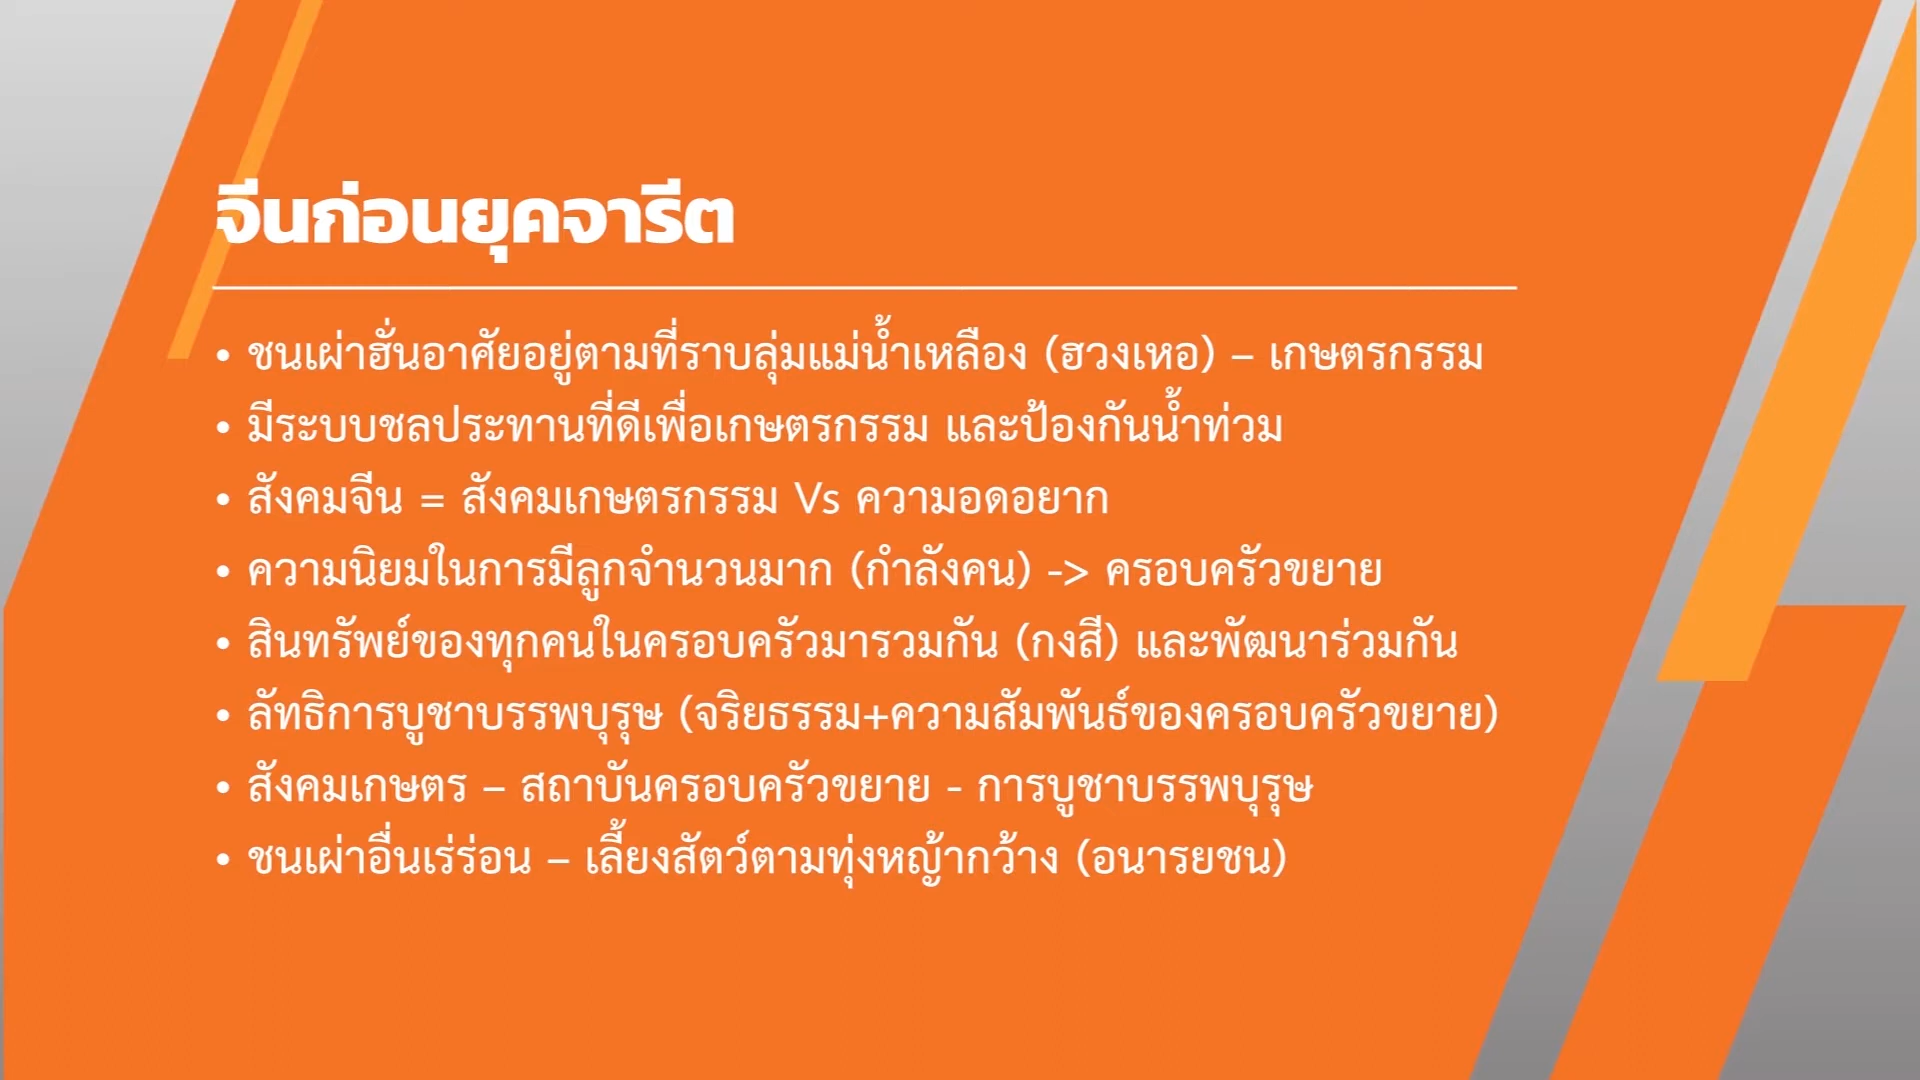 จีนก่อนยุคจารีต
• ชนเผ่าฮั่นอาศัยอยู่ตามที่ราบลุ่มแม่น้ำเหลือง (ฮวงเหอ) – เกษตรกรรม
• มีระบบชลประทานที่ดีเพื่อเกษตรกรรม และป้องกันน้ำท่วม
• สังคมจีน = สังคมเกษตรกรรม Vs ความอดอยาก
• ความนิยมในการมีลูกจำนวนมาก (กำลังคน) -> ครอบครัวขยาย
• สินทรัพย์ของทุกคนในครอบครัวมารวมกัน (กงสี) และพัฒนาร่วมกัน
• ลัทธิการบูชาบรรพบุรุษ (จริยธรรม+ความสัมพันธ์ของครอบครัวขยาย)
• สังคมเกษตร – สถาบันครอบครัวขยาย - การบูชาบรรพบุรุษ
• ชนเผ่าอื่นเร่ร่อน – เลี้ยงสัตว์ตามทุ่งหญ้ากว้าง (อนารยชน)